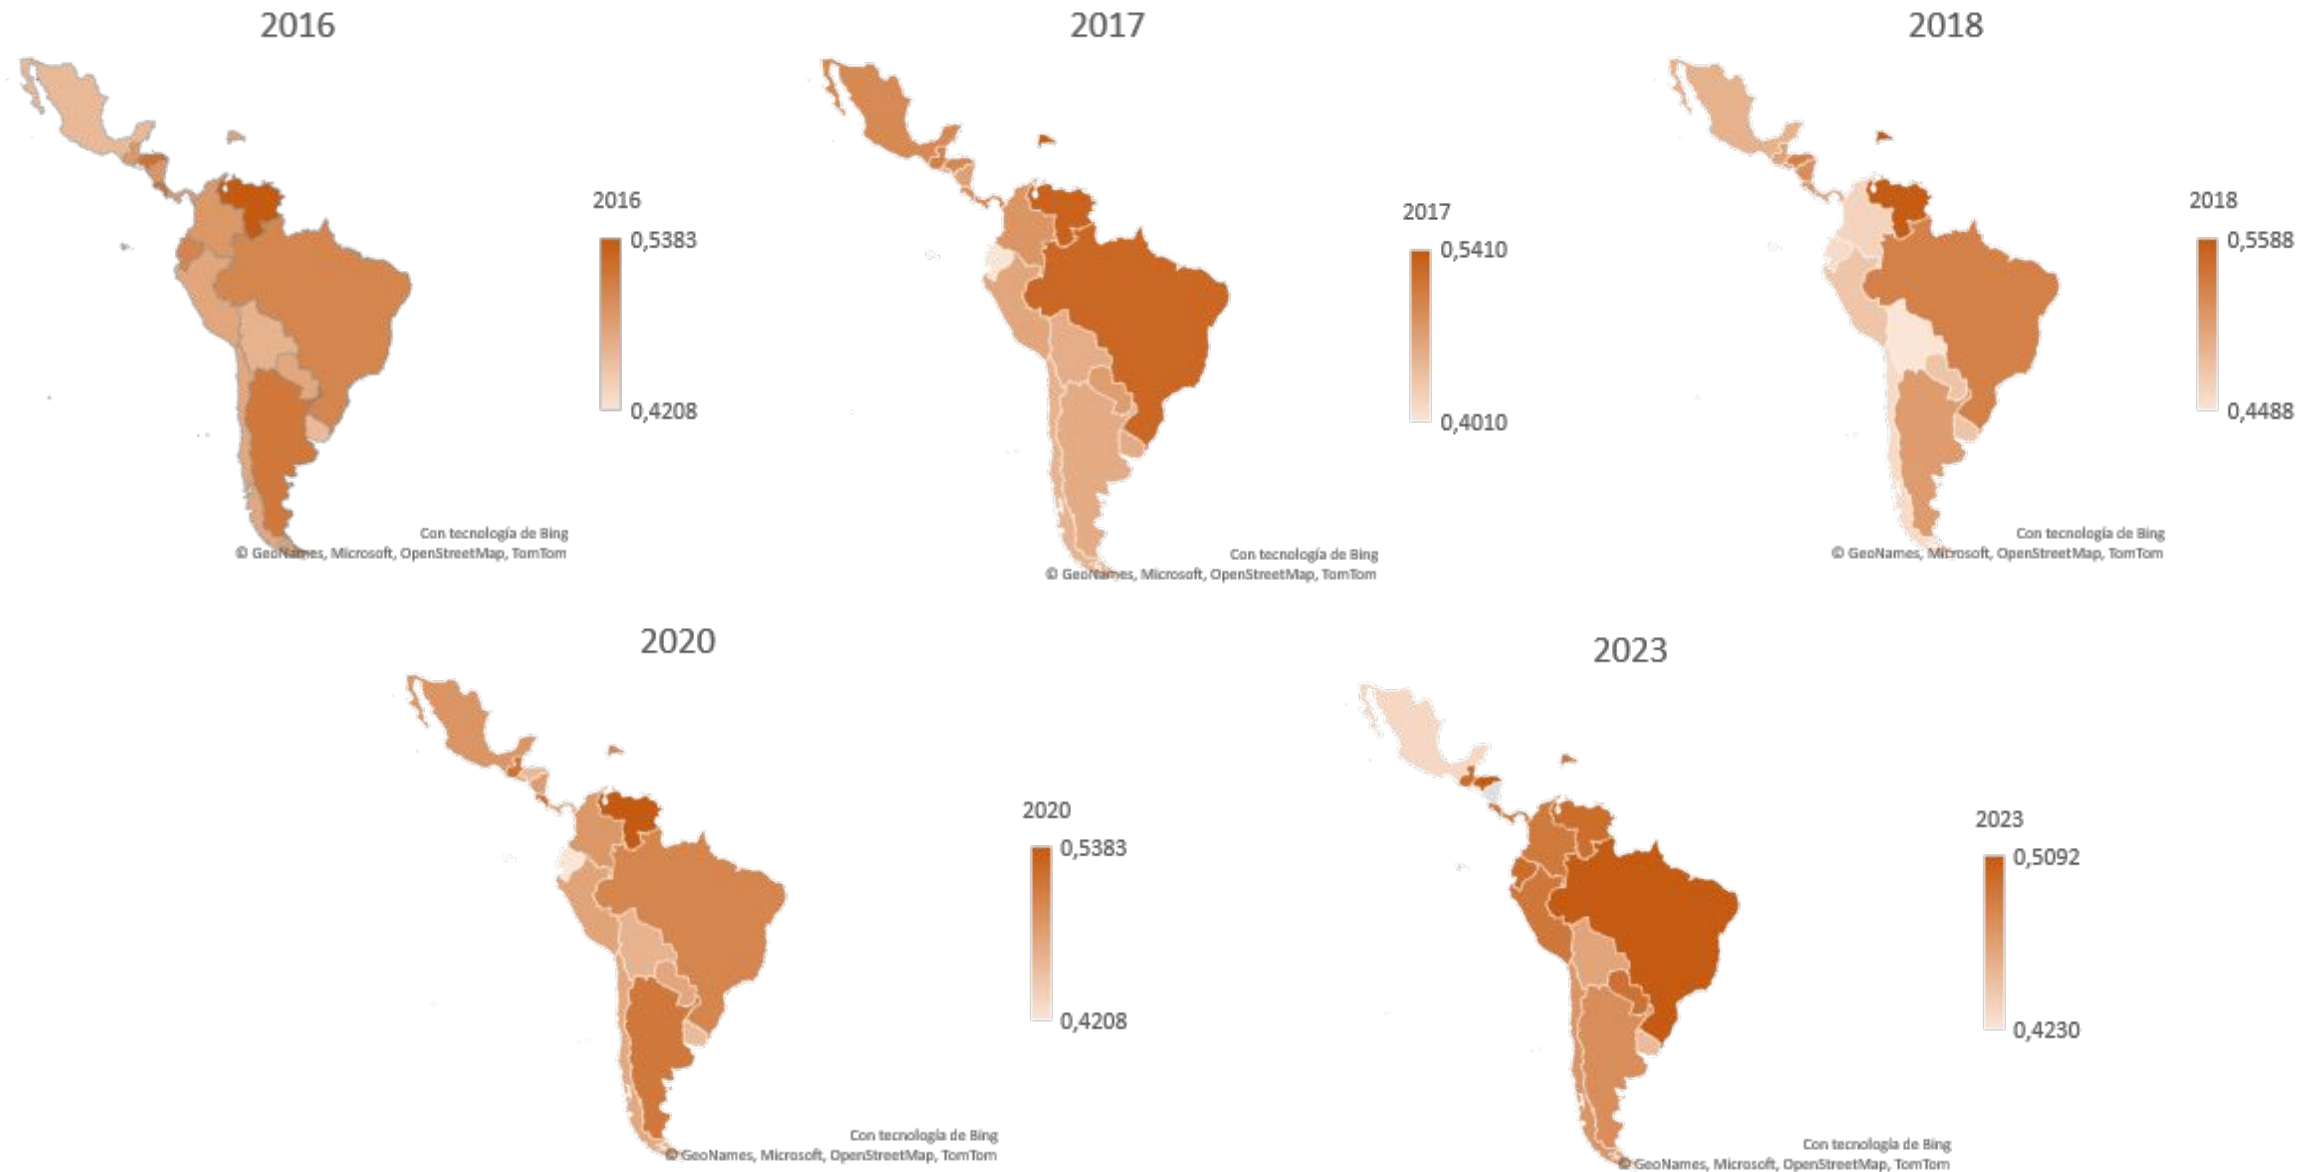 2016
2016
0,5383
0,4208
Con tecnología de Bing
© GeoNames, Microsoft, OpenStreetMap, TomTom
2017
2017
0,5410
0,4010
Con tecnología de Bing
© GeoNames, Microsoft, OpenStreetMap, TomTom
2018
2018
0,5588
0,4488
Con tecnología de Bing
© GeoNames, Microsoft, OpenStreetMap, TomTom
2020
2020
0,5383
0,4208
Con tecnología de Bing
© GeoNames, Microsoft, OpenStreetMap, TomTom
2023
2023
0,5092
0,4230
Con tecnología de Bing
© GeoNames, Microsoft, OpenStreetMap, TomTom